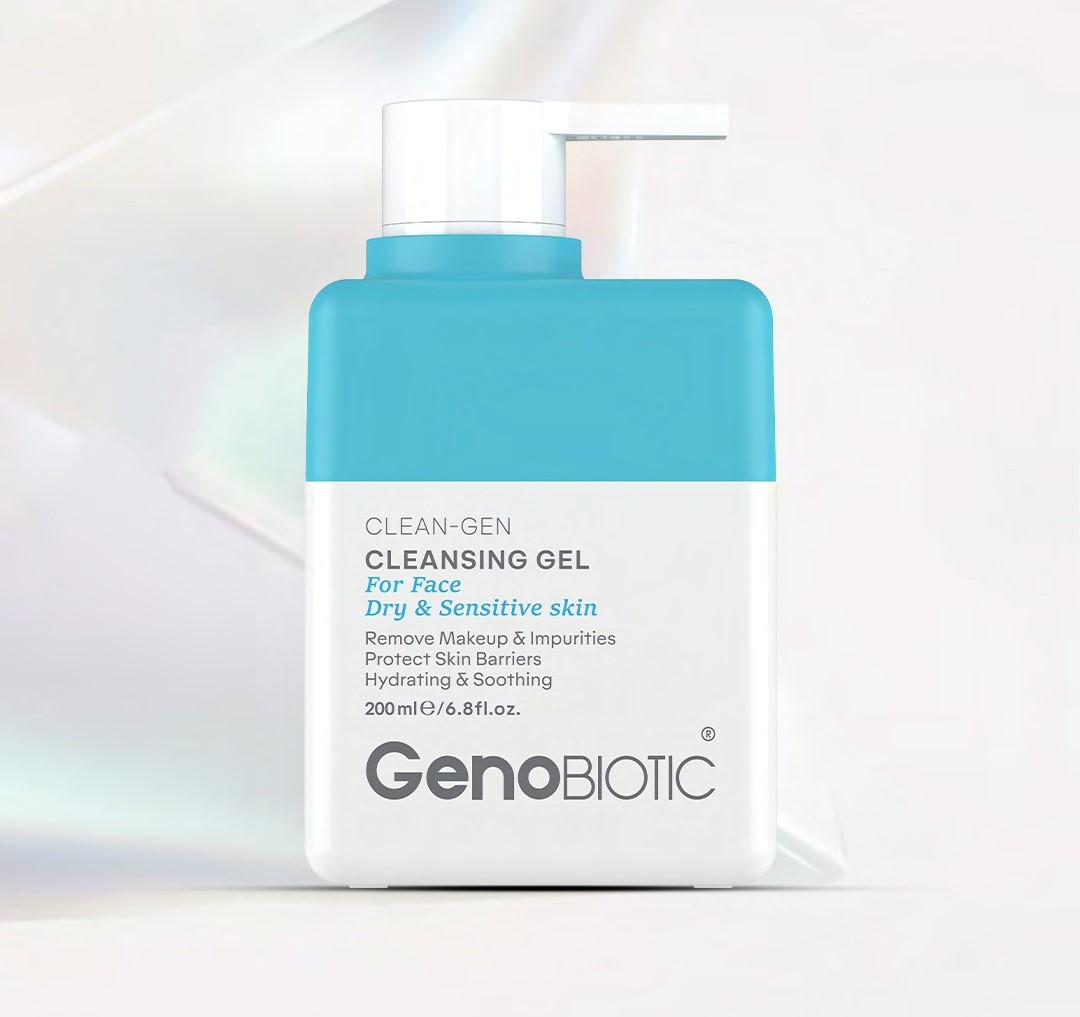 CLEAN-GEN
CLEANSING GEL
For Face
Dry & Sensitive skin
Remove Makeup & Impurities
Protect Skin Barriers
Hydrating & Soothing
200ml℮/6.8fl.oz.
GenoBIOTIC®